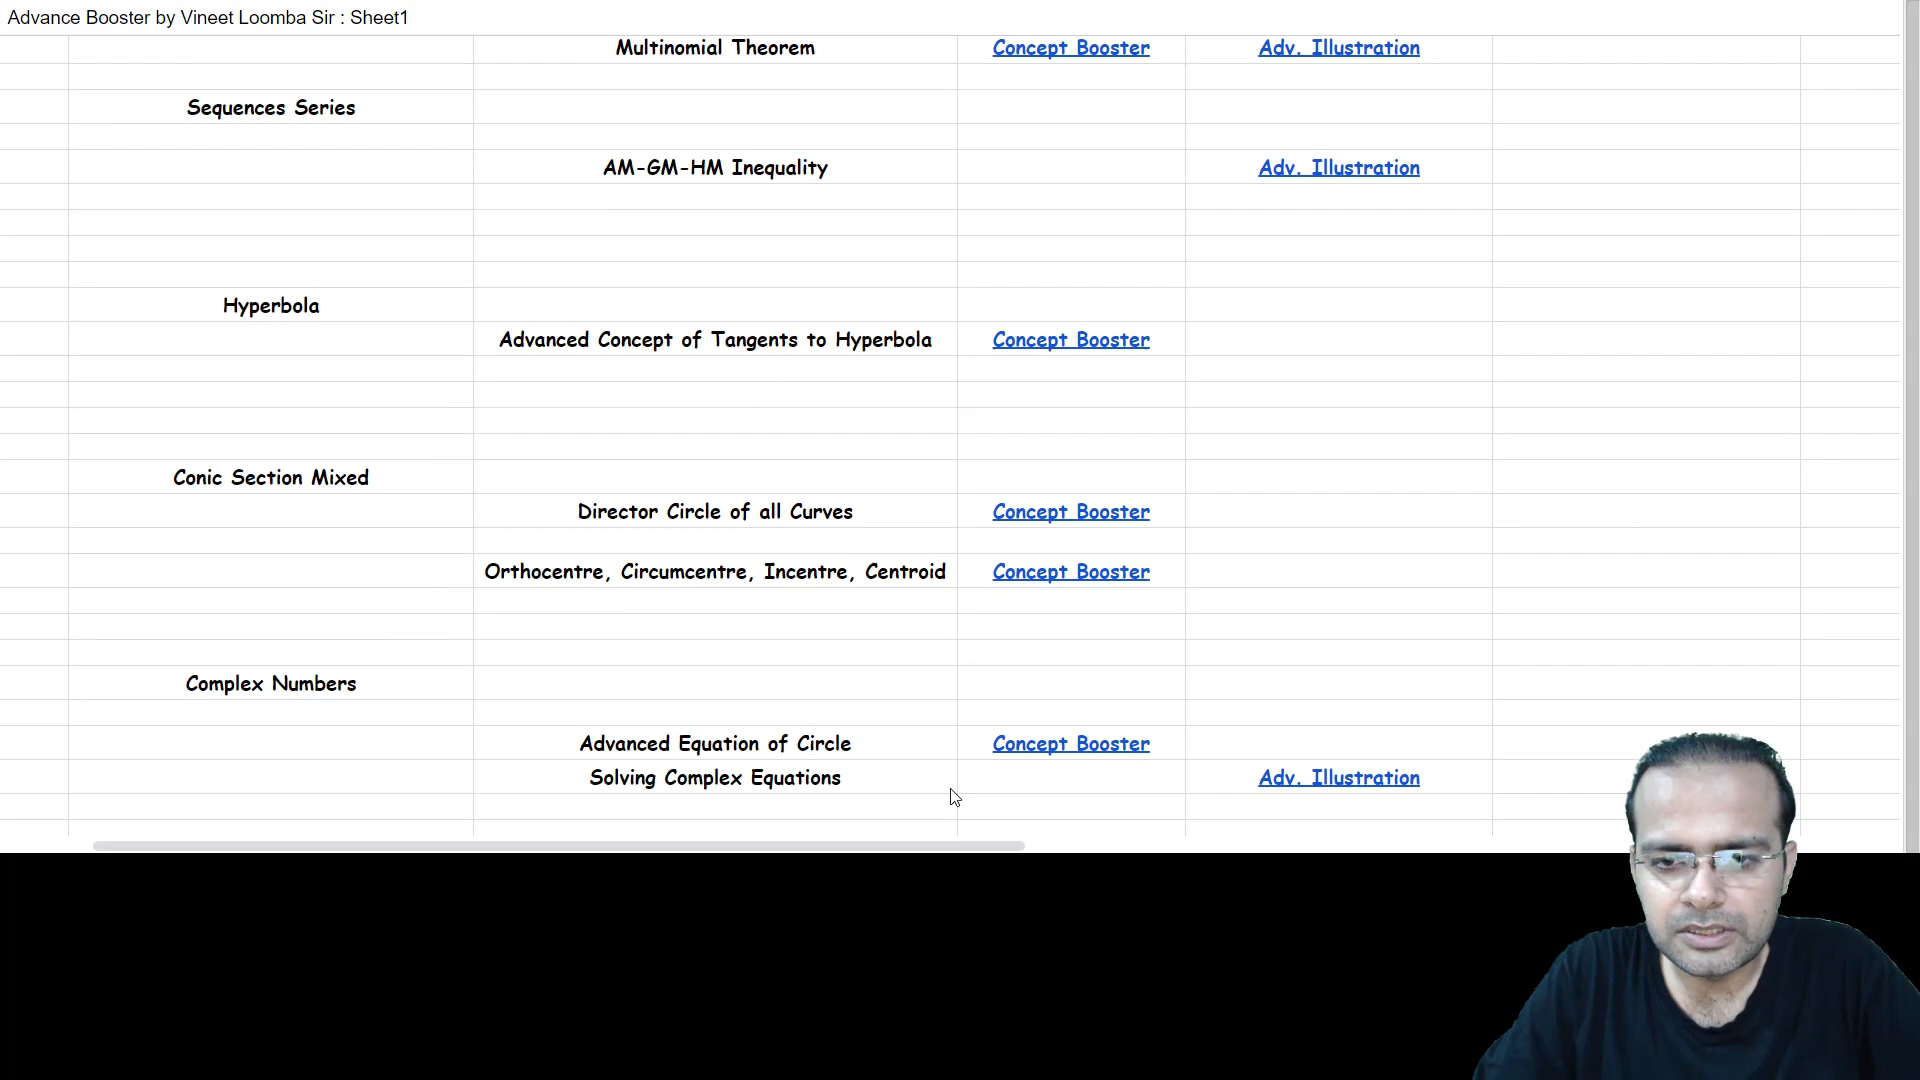 Advance Booster by Vineet Loomba Sir : Sheet1
Multinomial Theorem Concept Booster Adv. Illustration
Sequences Series
AM-GM-HM Inequality Adv. Illustration
Hyperbola
Advanced Concept of Tangents to Hyperbola Concept Booster
Conic Section Mixed
Director Circle of all Curves Concept Booster
Orthocentre, Circumcentre, Incentre, Centroid Concept Booster
Complex Numbers
Advanced Equation of Circle Concept Booster
Solving Complex Equations Adv. Illustration